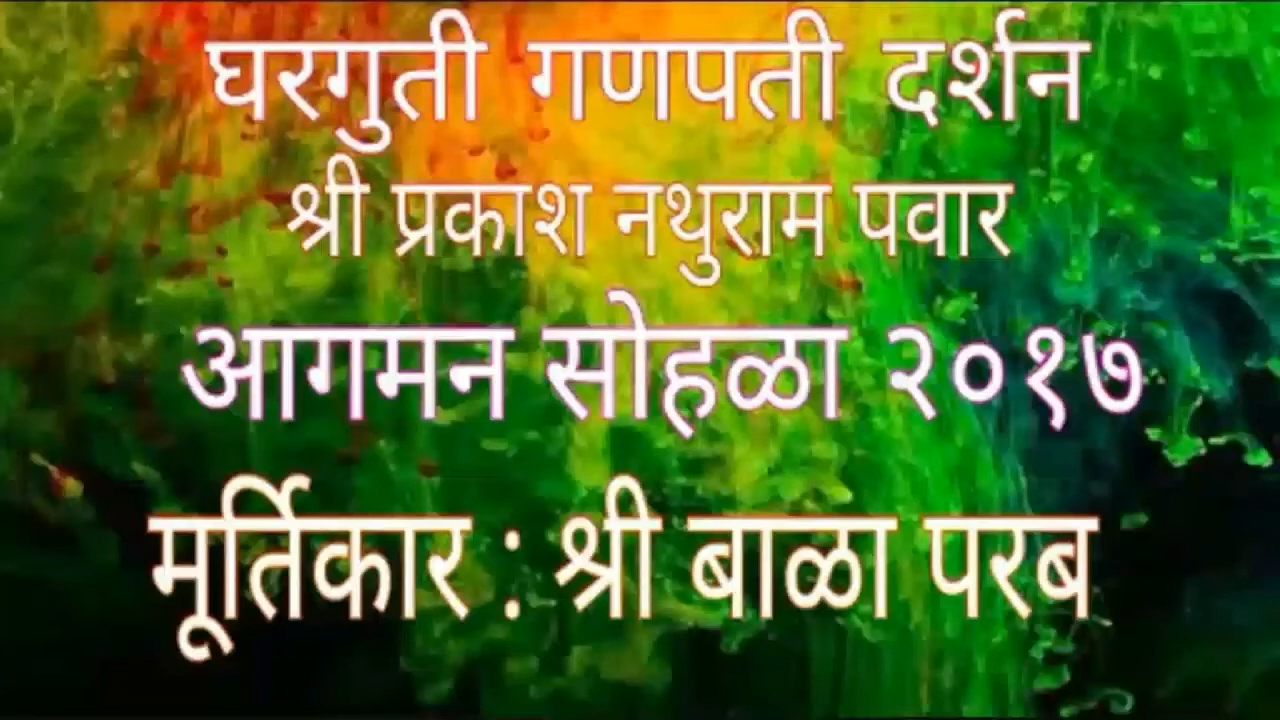 घरगुती गणपती दर्शन
श्री प्रकाश नथुराम पवार
आगमन सोहळा २०१७
मूर्तिकार : श्री बाळा परब